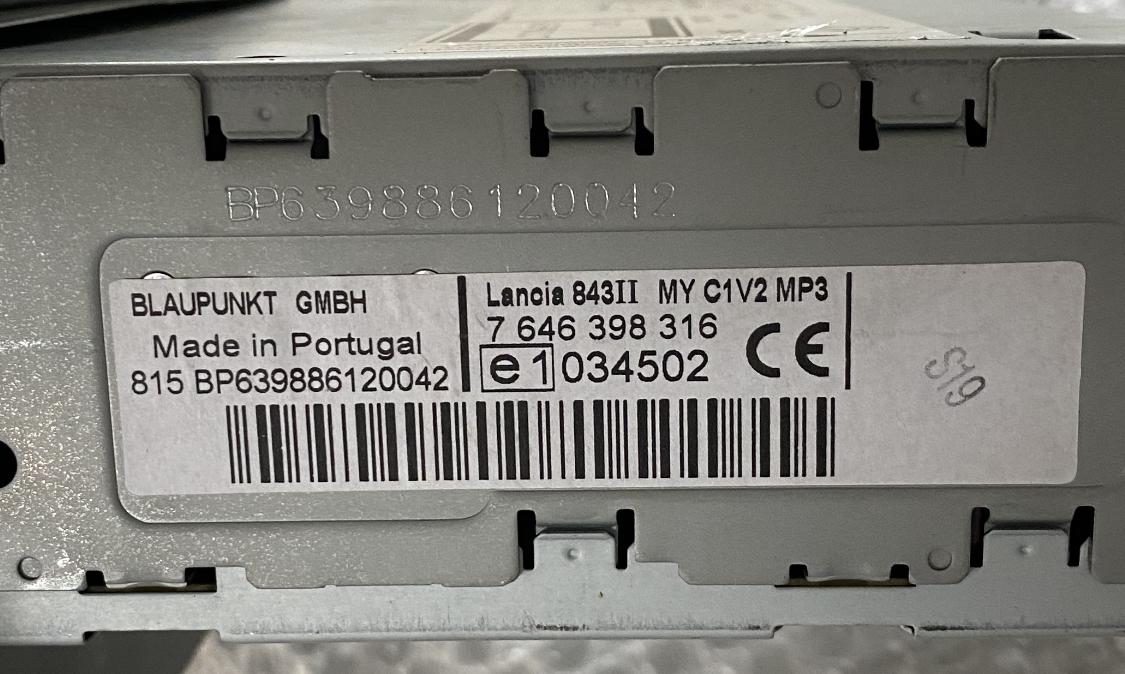 BP639886120042
BLAUPUNKT GMBH
Made in Portugal
815 BP639886120042
Lancia 843II MY C1V2 MP3
7 646 398 316
e1 034502 CE
S19